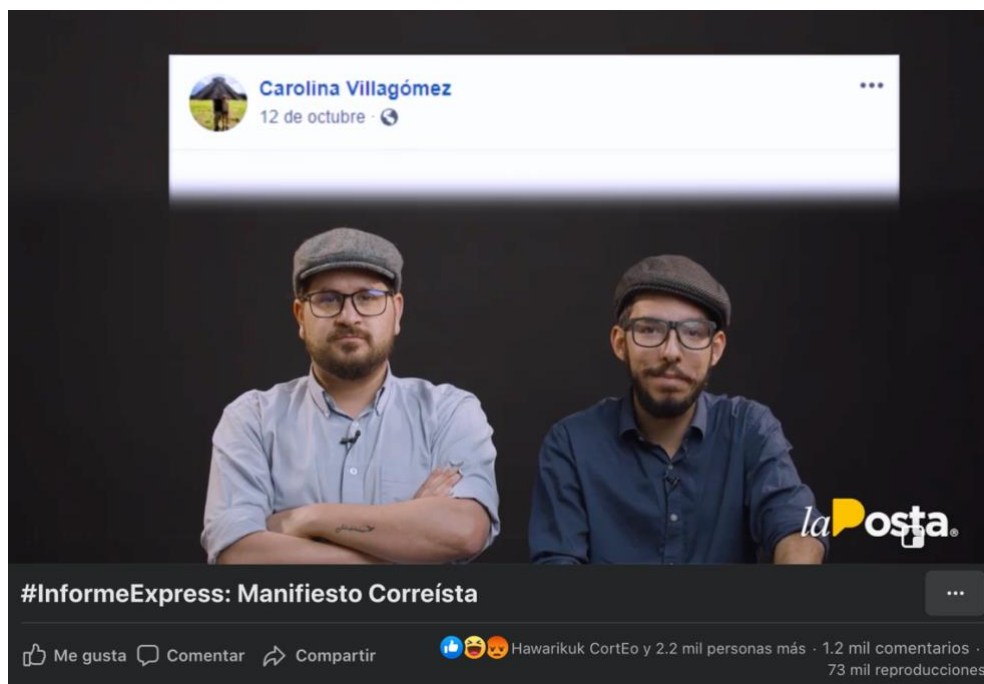 Carolina Villagómez
12 de octubre ·
laPosta®
#InformeExpress: Manifiesto Correísta
Me gusta Comentar Compartir
Hawarikuk CortEo y 2.2 mil personas más · 1.2 mil comentarios ·
73 mil reproducciones